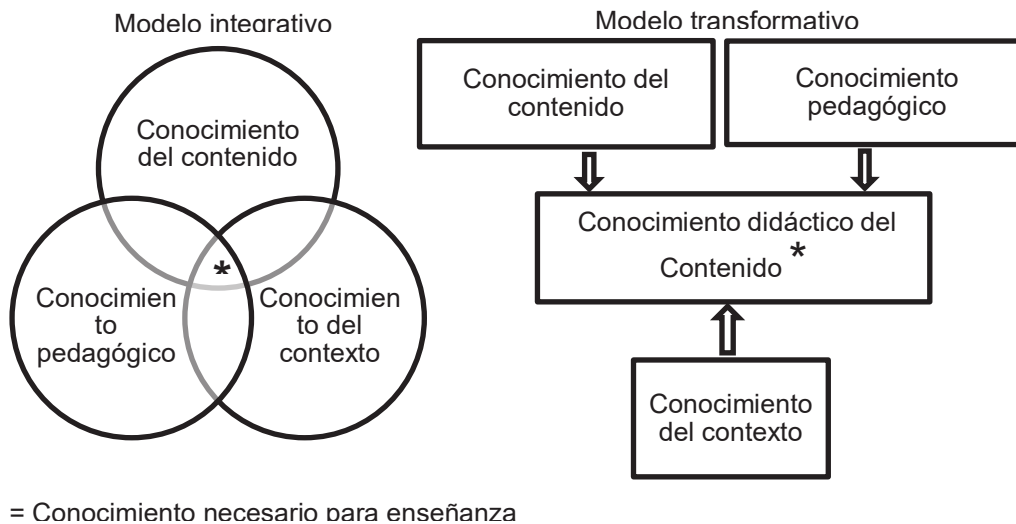 Modelo integrativo
Conocimiento
del contenido
*
Conocimien
to
pedagógico
Conocimien
to del
contexto
Modelo transformativo
Conocimiento del
contenido
Conocimiento
pedagógico
Conocimiento didáctico del
Contenido *
Conocimiento
del contexto
= Conocimiento necesario para enseñanza